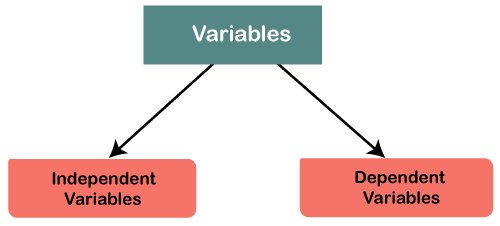 Variables
Independent
Variables
Dependent
Variables